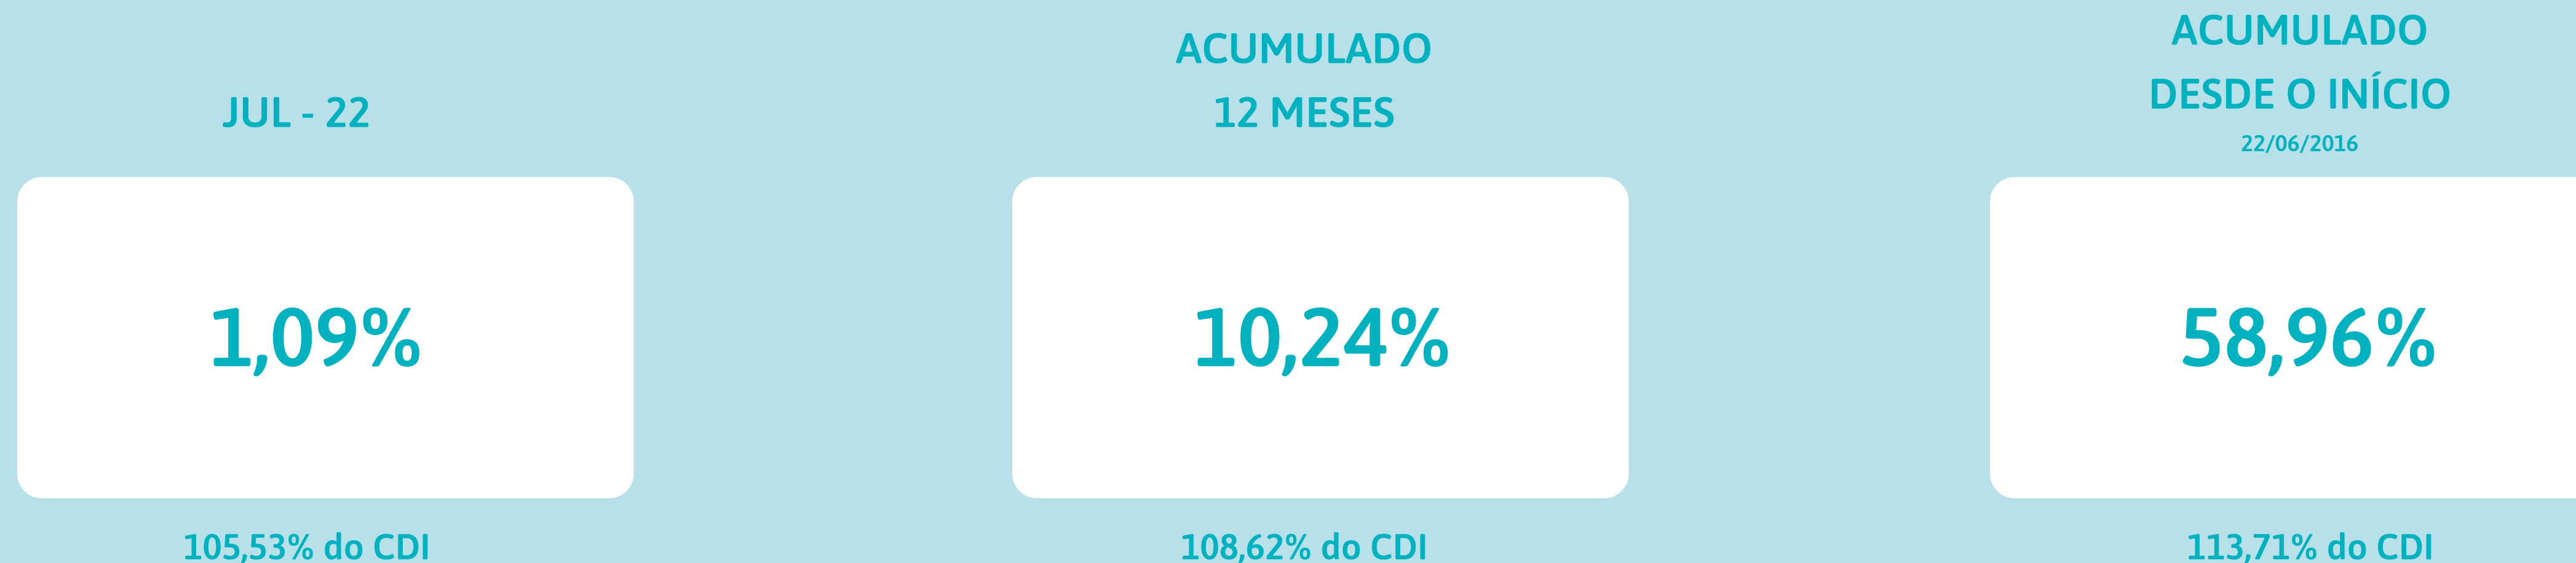 JUL - 22
1,09%
105,53% do CDI
ACUMULADO
12 MESES
10,24%
108,62% do CDI
ACUMULADO
DESDE O INÍCIO
22/06/2016
58,96%
113,71% do CDI